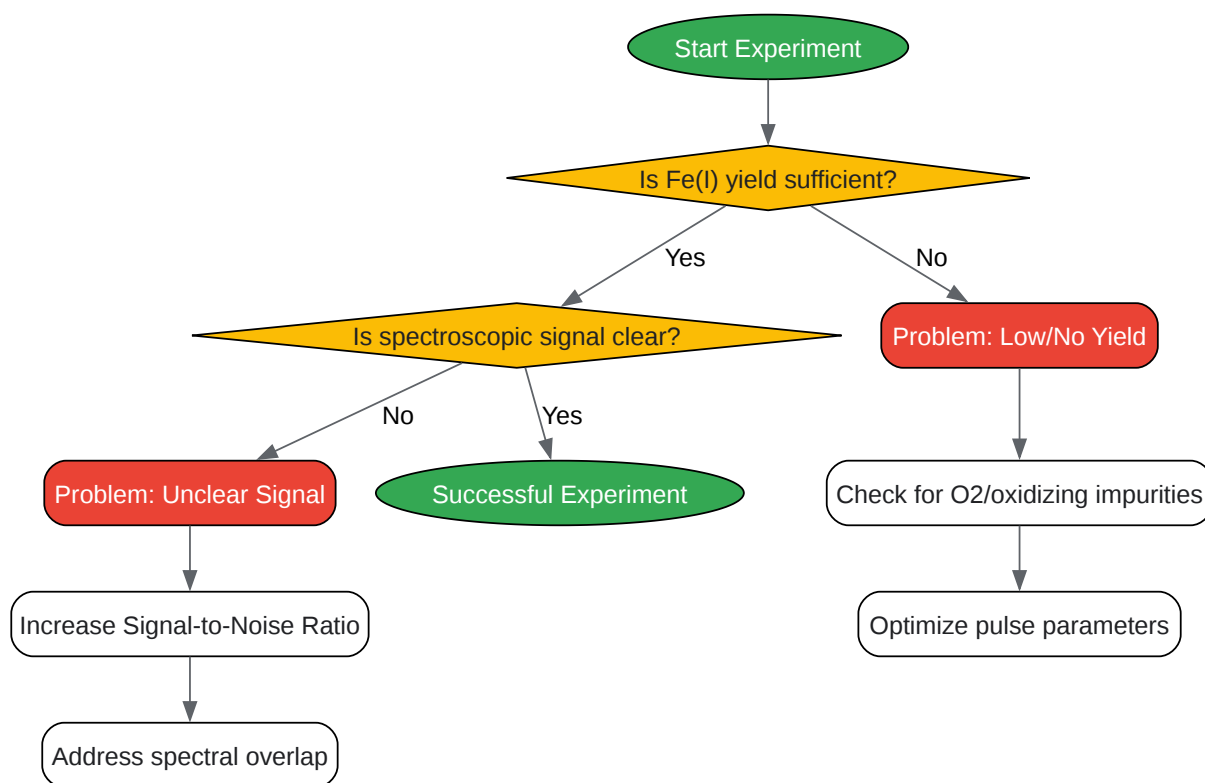 Start Experiment
Is Fe(I) yield sufficient?
Yes
No
Is spectroscopic signal clear?
Problem: Low/No Yield
No
Yes
Problem: Unclear Signal
Successful Experiment
Check for O2/oxidizing impurities
Increase Signal-to-Noise Ratio
Optimize pulse parameters
Address spectral overlap